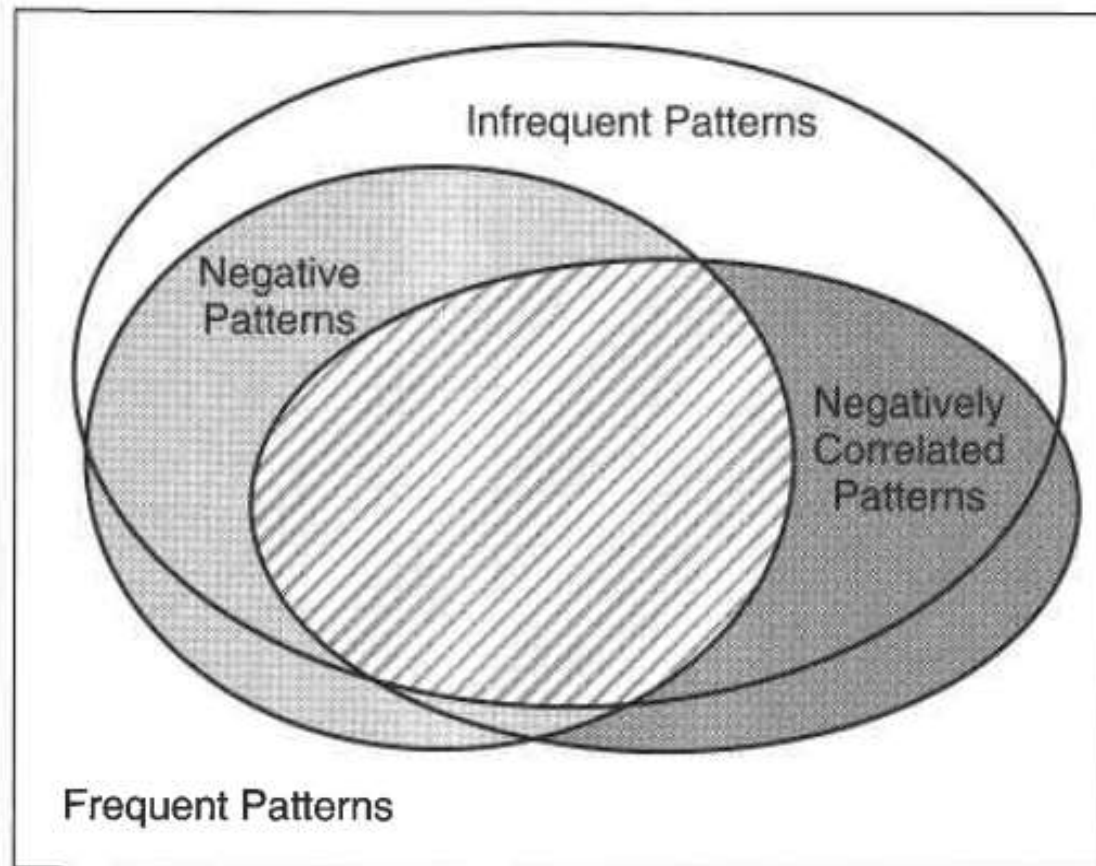 Infrequent Patterns
Negative
Patterns
Negatively
Correlated
Patterns
Frequent Patterns